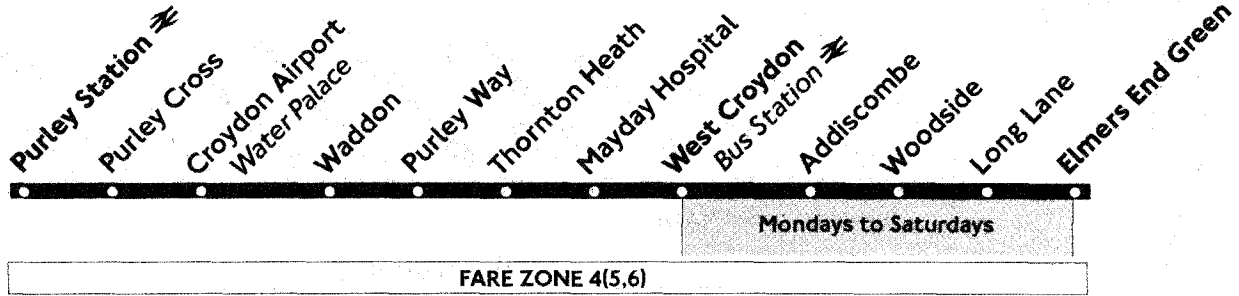 Purley Station
Purley Cross
Croydon Airport
Water Palace
Waddon
Purley Way
Thornton Heath
Mayday Hospital
West Croydon
Bus Station
Addiscombe
Woodside
Long Lane
Elmers End Green
Mondays to Saturdays
FARE ZONE 4(5,6)